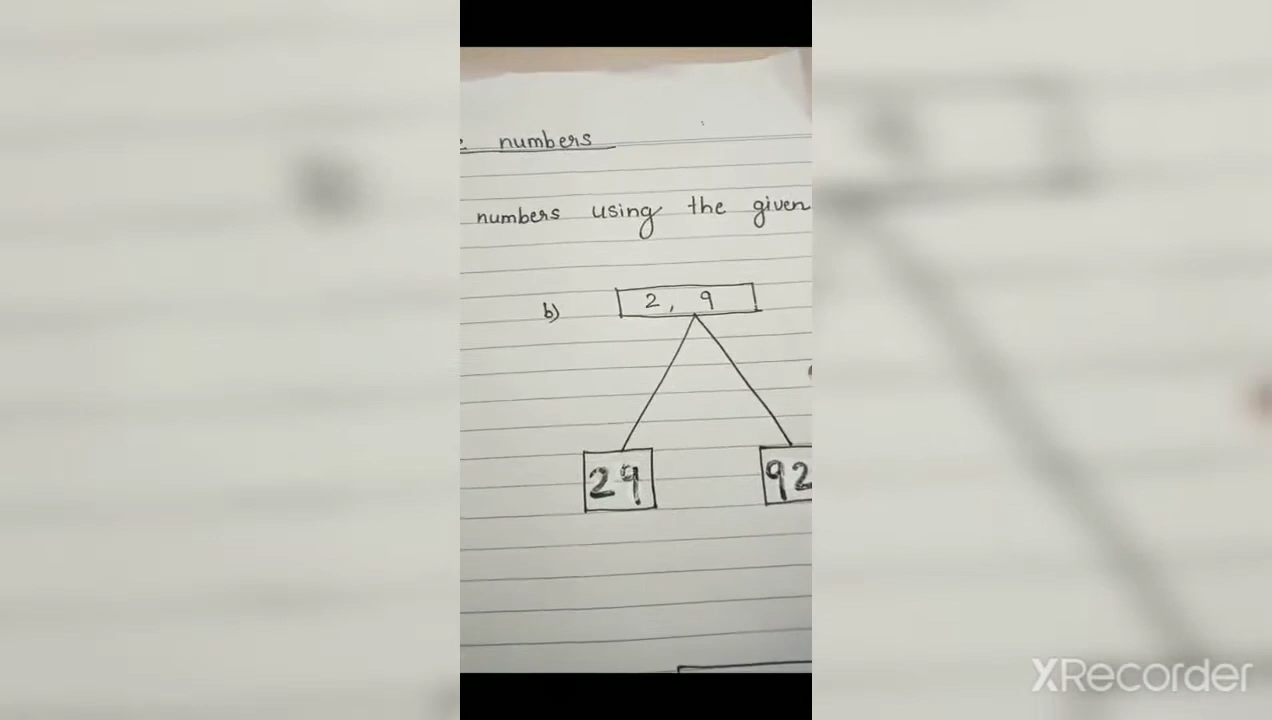 numbers
numbers using the given
b) 2, 9
29 92
XRecorder